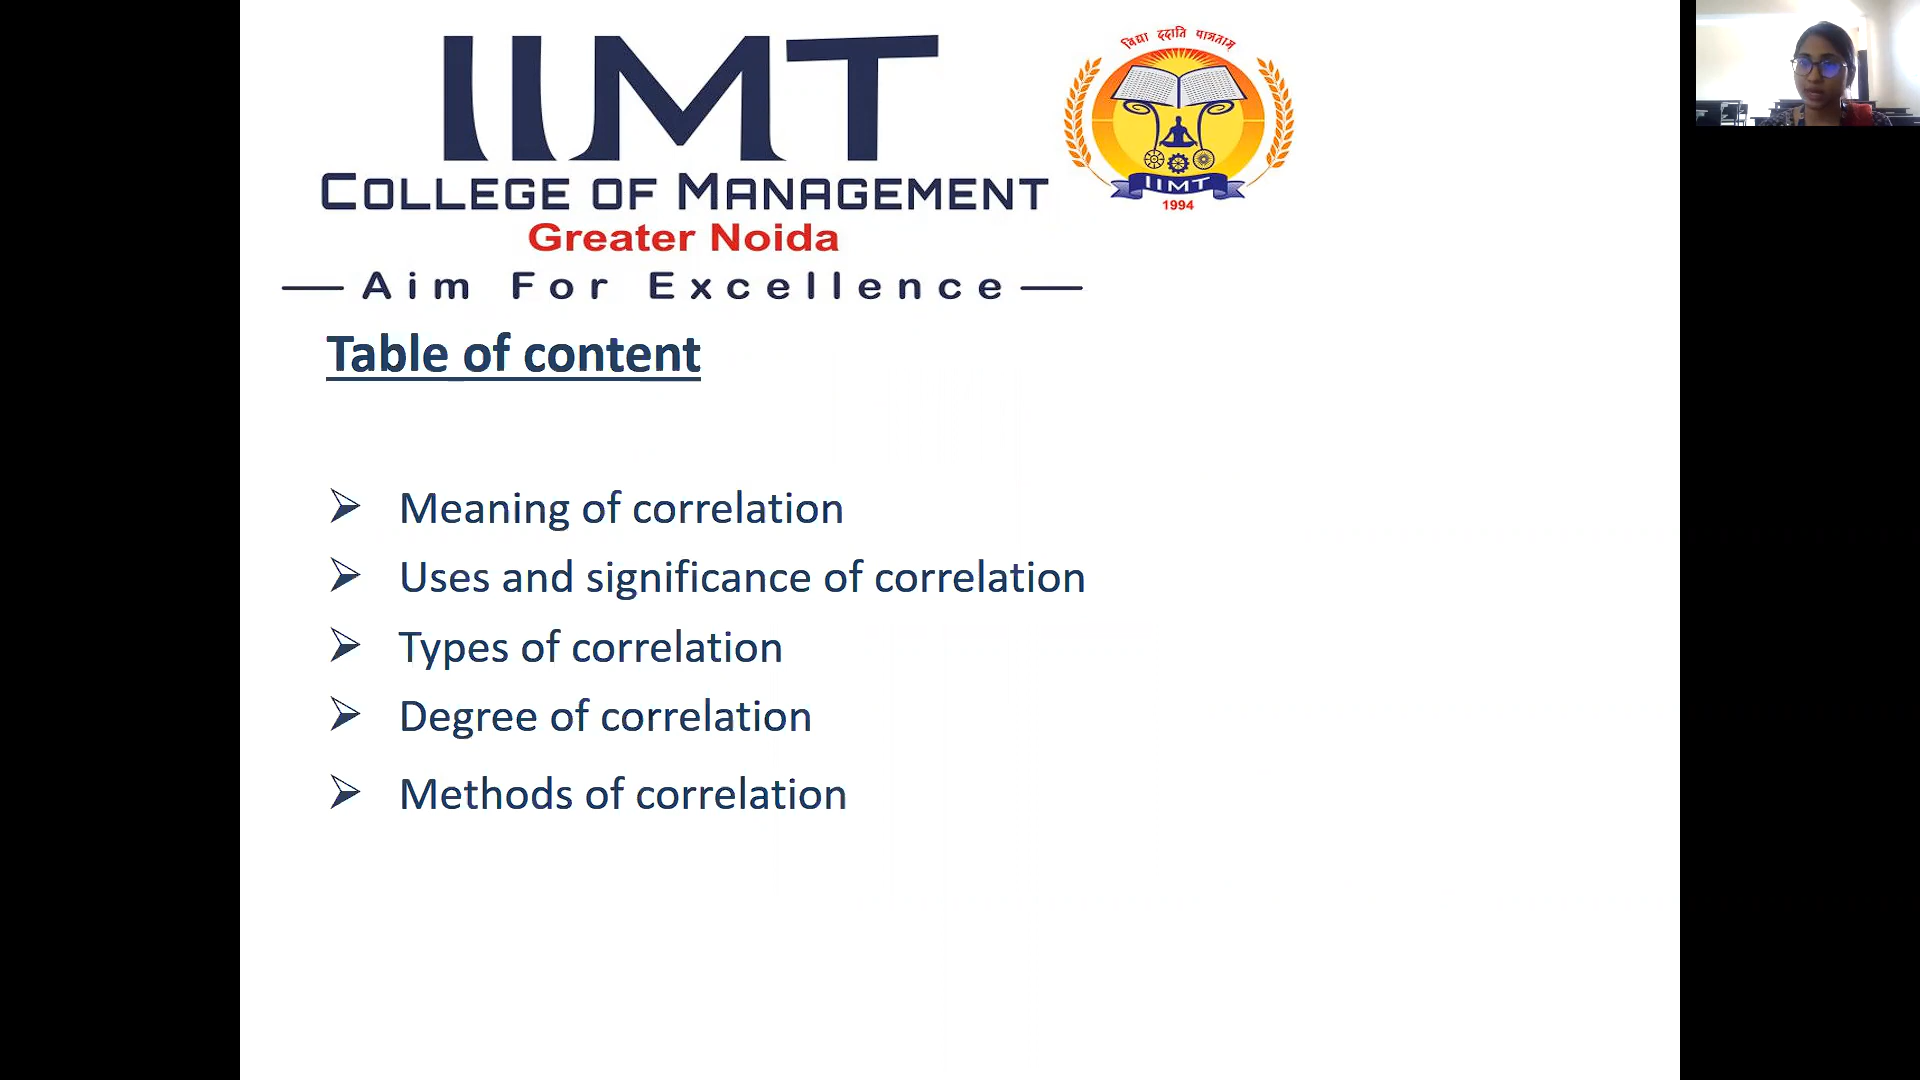 IIMT
COLLEGE OF MANAGEMENT
Greater Noida
Aim For Excellence
विद्या ददाति पात्रताम्
IIMT
1994
Table of content
Meaning of correlation
Uses and significance of correlation
Types of correlation
Degree of correlation
Methods of correlation